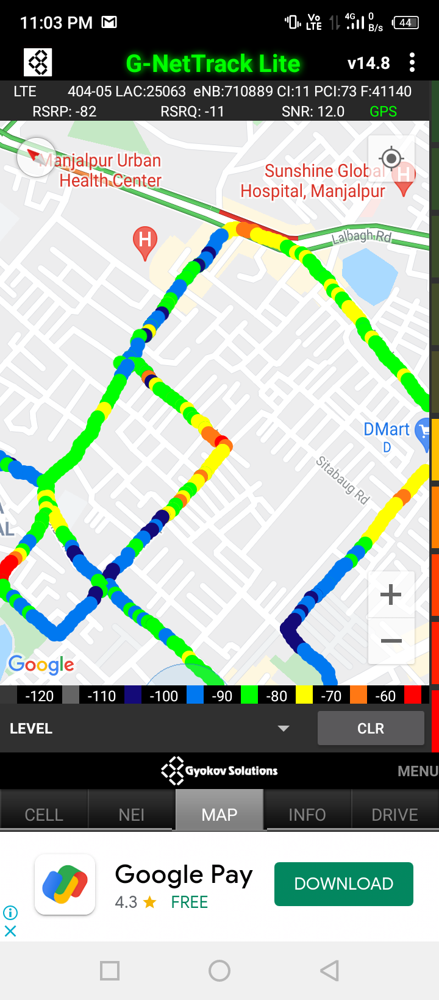 11:03 PM
Vo LTE 4G 0 B/s 44
G-NetTrack Lite v14.8
LTE 404-05 LAC:25063 eNB:710889 CI:11 PCI:73 F:41140
RSRP: -82 RSRQ: -11 SNR: 12.0 GPS
Manjalpur Urban
Health Center
Sunshine Global
Hospital, Manjalpur
H
H
Lalbagh Rd
DMart
D
Sitabaug Rd
A
AL
+
−
Google
-120 -110 -100 -90 -80 -70 -60
LEVEL CLR
Gyokov Solutions MENU
CELL NEI MAP INFO DRIVE
Google Pay
4.3 FREE
DOWNLOAD